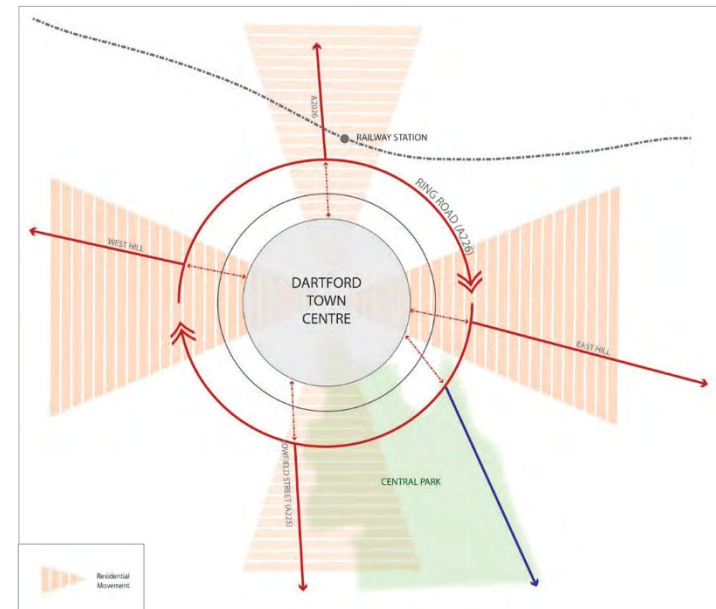 A2026
RAILWAY STATION
RING ROAD (A226)
WEST HILL
DARTFORD
TOWN
CENTRE
EAST HILL
OWFIELD STREET (A225)
CENTRAL PARK
Residential
Movement